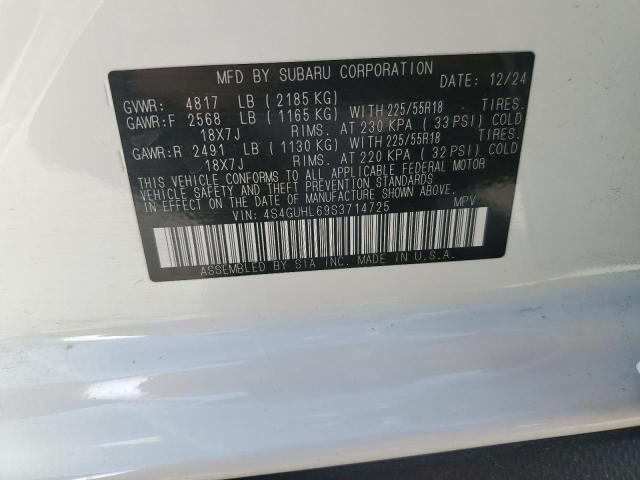 MFD BY SUBARU CORPORATION DATE: 12/24
GVWR: 4817 LB (2185 KG)
GAWR:F 2568 LB (1165 KG) WITH 225/55R18 TIRES.
18X7J RIMS. AT 230 KPA (33 PSI) COLD
GAWR:R 2491 LB (1130 KG) WITH 225/55R18 TIRES.
18X7J RIMS. AT 220 KPA (32 PSI) COLD
THIS VEHICLE CONFORMS TO ALL APPLICABLE FEDERAL MOTOR
VEHICLE SAFETY AND THEFT PREVENTION STANDARDS
IN EFFECT ON THE DATE OF MANUFACTURE SHOWN ABOVE.
VIN: 4S4GUHL69S3714725 MPV
ASSEMBLED BY SIA INC. MADE IN U.S.A.